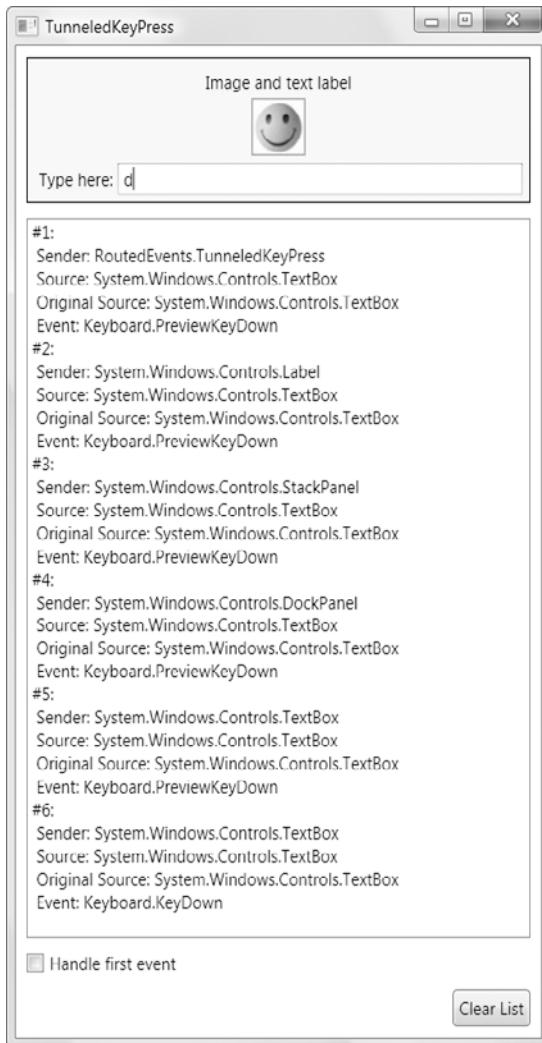 TunneledKeyPress
Image and text label
Type here: d
#1:
Sender: RoutedEvents.TunneledKeyPress
Source: System.Windows.Controls.TextBox
Original Source: System.Windows.Controls.TextBox
Event: Keyboard.PreviewKeyDown
#2:
Sender: System.Windows.Controls.Label
Source: System.Windows.Controls.TextBox
Original Source: System.Windows.Controls.TextBox
Event: Keyboard.PreviewKeyDown
#3:
Sender: System.Windows.Controls.StackPanel
Source: System.Windows.Controls.TextBox
Original Source: System.Windows.Controls.TextBox
Event: Keyboard.PreviewKeyDown
#4:
Sender: System.Windows.Controls.DockPanel
Source: System.Windows.Controls.TextBox
Original Source: System.Windows.Controls.TextBox
Event: Keyboard.PreviewKeyDown
#5:
Sender: System.Windows.Controls.TextBox
Source: System.Windows.Controls.TextBox
Original Source: System.Windows.Controls.TextBox
Event: Keyboard.PreviewKeyDown
#6:
Sender: System.Windows.Controls.TextBox
Source: System.Windows.Controls.TextBox
Original Source: System.Windows.Controls.TextBox
Event: Keyboard.KeyDown
Handle first event
Clear List